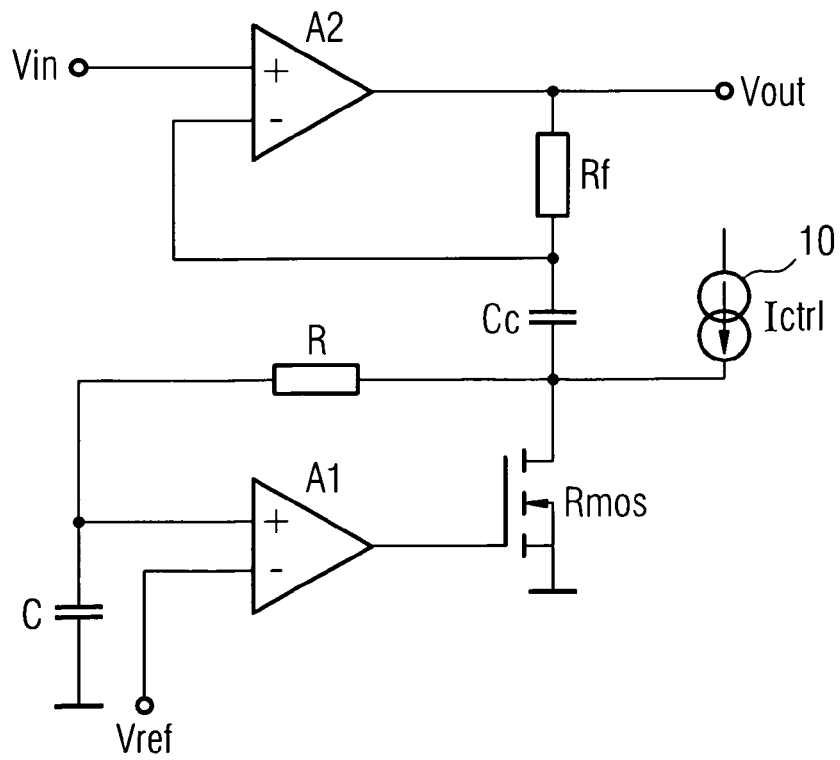 A2
Vin
+
-
Vout
Rf
10
Cc
Ictrl
R
A1
+
-
Rmos
C
Vref